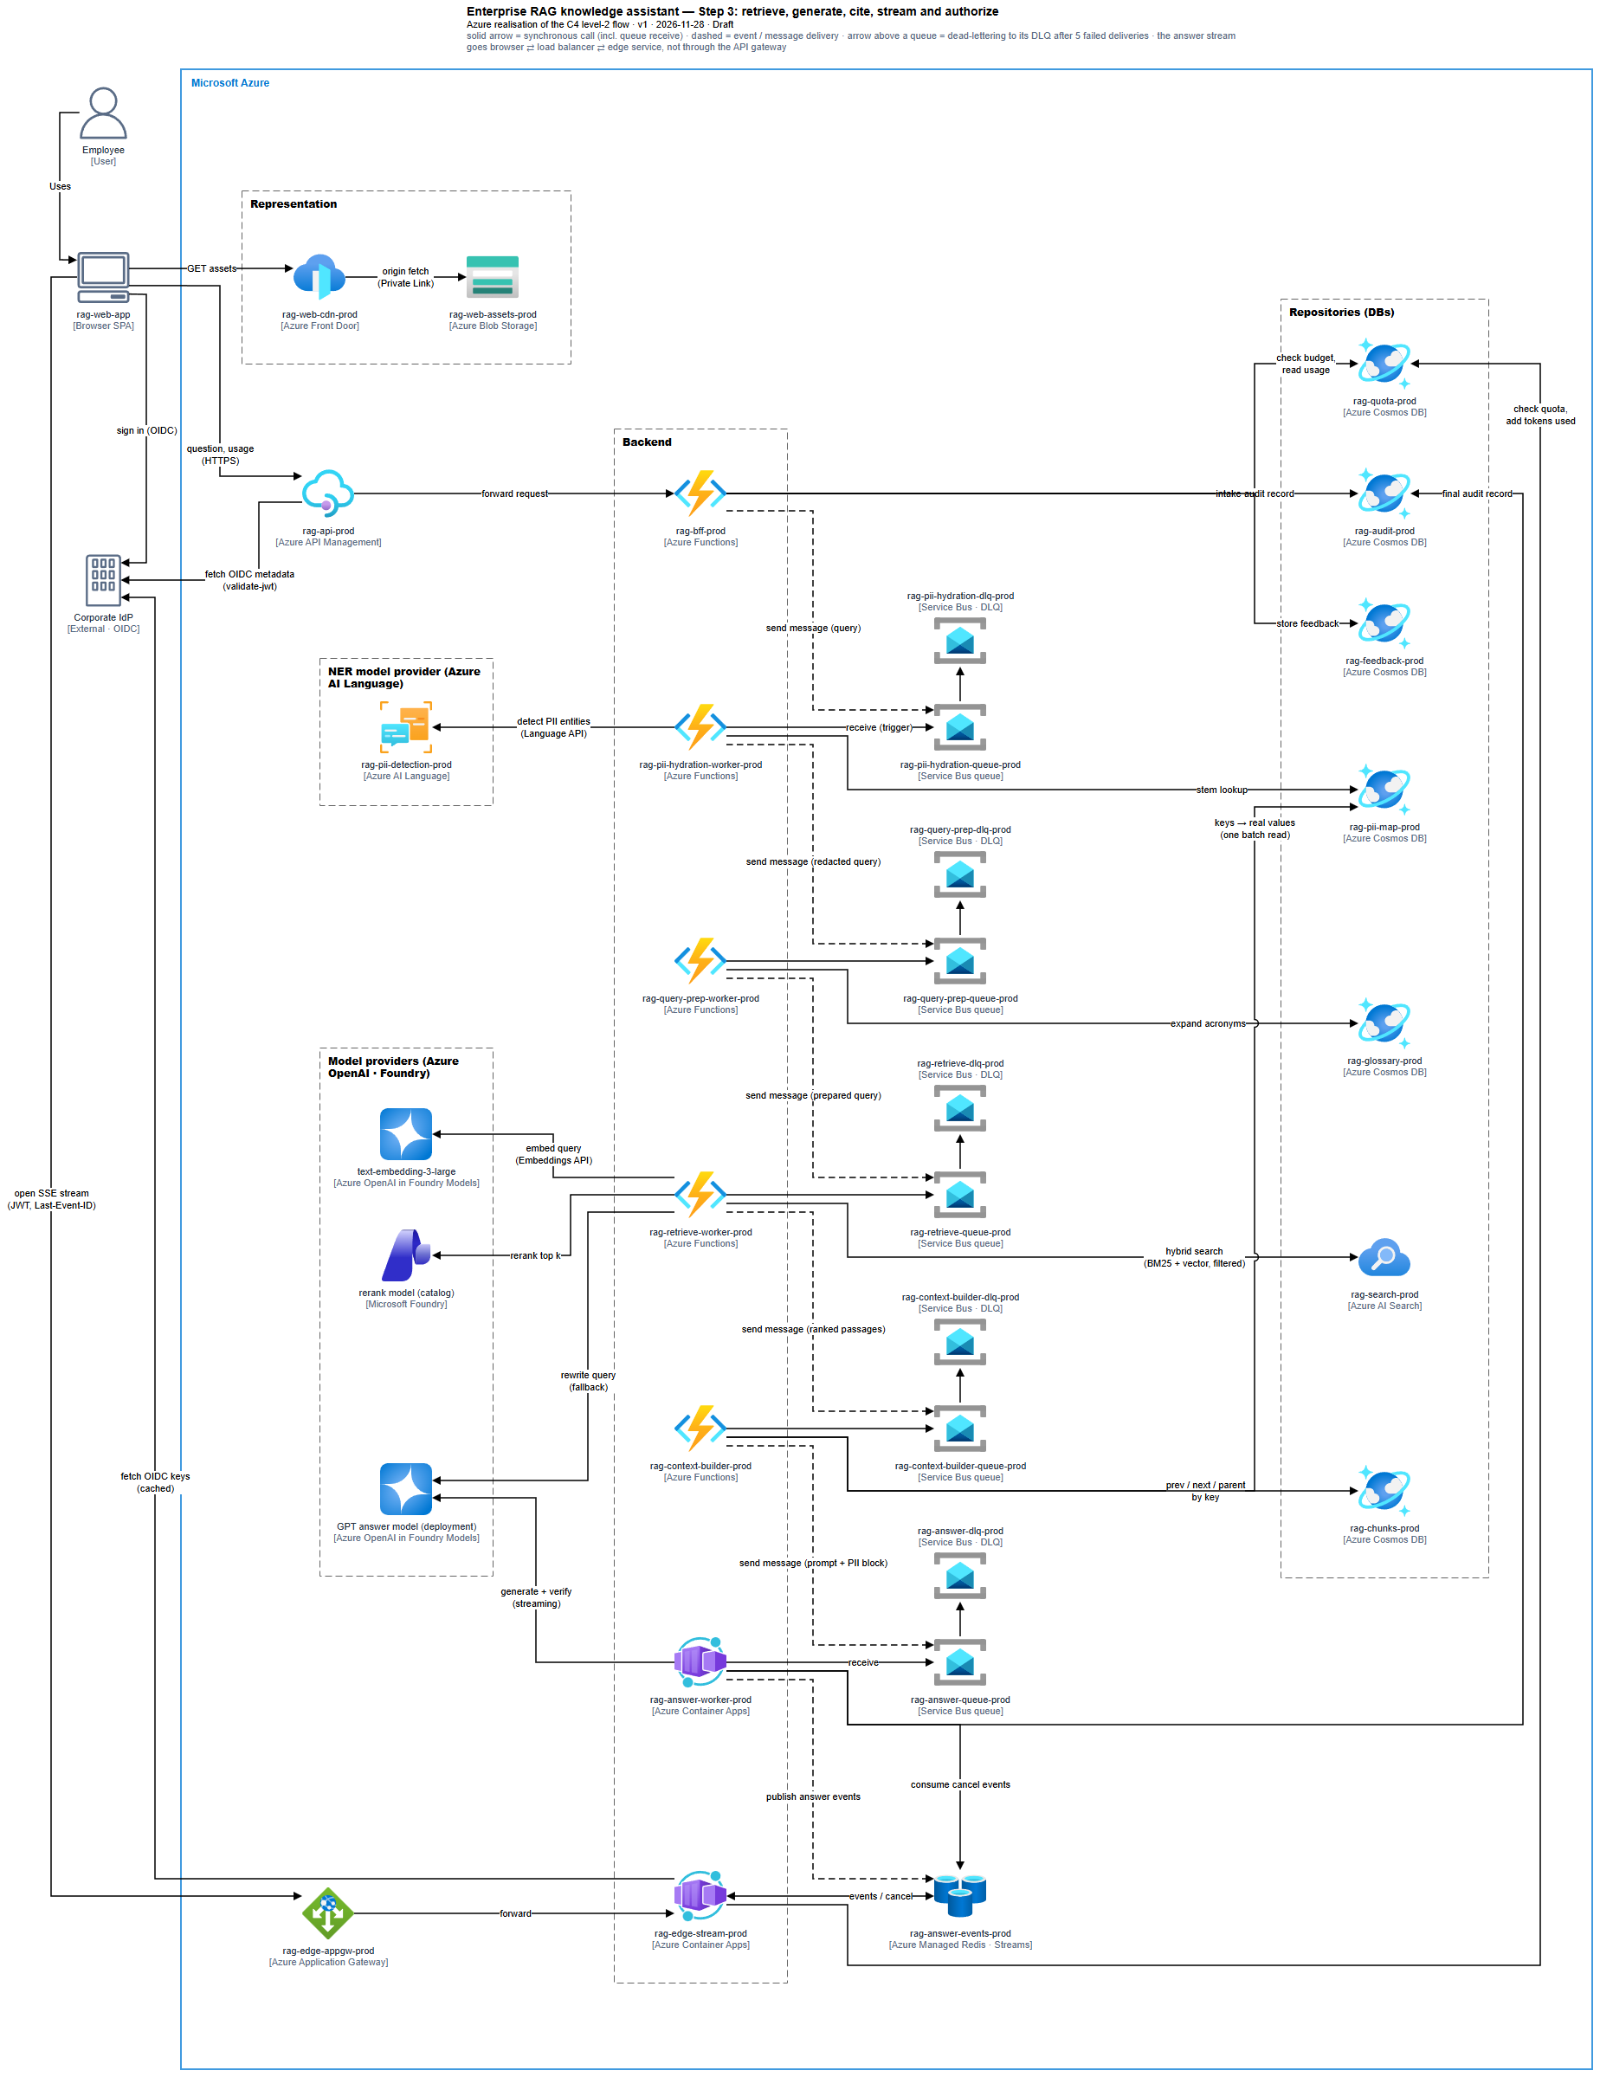 Enterprise RAG knowledge assistant — Step 3: retrieve, generate, cite, stream and authorize
Azure realisation of the C4 level-2 flow · v1 · 2026-11-28 · Draft
solid arrow = synchronous call (incl. queue receive) · dashed = event / message delivery · arrow above a queue = dead-lettering to its DLQ after 5 failed deliveries · the answer stream
goes browser ⇄ load balancer ⇄ edge service, not through the API gateway
Microsoft Azure
Employee
[User]
Uses
Representation
GET assets
origin fetch
(Private Link)
rag-web-app
[Browser SPA]
rag-web-cdn-prod
[Azure Front Door]
rag-web-assets-prod
[Azure Blob Storage]
Repositories (DBs)
check budget,
read usage
rag-quota-prod
[Azure Cosmos DB]
check quota,
add tokens used
sign in (OIDC)
question, usage
(HTTPS)
Backend
forward request
intake audit record
final audit record
rag-api-prod
[Azure API Management]
rag-bff-prod
[Azure Functions]
rag-audit-prod
[Azure Cosmos DB]
fetch OIDC metadata
(validate-jwt)
Corporate IdP
[External · OIDC]
rag-pii-hydration-dlq-prod
[Service Bus · DLQ]
send message (query)
store feedback
rag-feedback-prod
[Azure Cosmos DB]
NER model provider (Azure
AI Language)
detect PII entities
(Language API)
receive (trigger)
rag-pii-detection-prod
[Azure AI Language]
rag-pii-hydration-worker-prod
[Azure Functions]
rag-pii-hydration-queue-prod
[Service Bus queue]
stem lookup
keys → real values
(one batch read)
rag-pii-map-prod
[Azure Cosmos DB]
rag-query-prep-dlq-prod
[Service Bus · DLQ]
send message (redacted query)
rag-query-prep-worker-prod
[Azure Functions]
rag-query-prep-queue-prod
[Service Bus queue]
expand acronyms
rag-glossary-prod
[Azure Cosmos DB]
Model providers (Azure
OpenAI · Foundry)
rag-retrieve-dlq-prod
[Service Bus · DLQ]
send message (prepared query)
embed query
(Embeddings API)
text-embedding-3-large
[Azure OpenAI in Foundry Models]
open SSE stream
(JWT, Last-Event-ID)
rag-retrieve-worker-prod
[Azure Functions]
rag-retrieve-queue-prod
[Service Bus queue]
rerank top k
hybrid search
(BM25 + vector, filtered)
rerank model (catalog)
[Microsoft Foundry]
rag-search-prod
[Azure AI Search]
rag-context-builder-dlq-prod
[Service Bus · DLQ]
send message (ranked passages)
rewrite query
(fallback)
rag-context-builder-prod
[Azure Functions]
rag-context-builder-queue-prod
[Service Bus queue]
fetch OIDC keys
(cached)
prev / next / parent
by key
GPT answer model (deployment)
[Azure OpenAI in Foundry Models]
rag-chunks-prod
[Azure Cosmos DB]
rag-answer-dlq-prod
[Service Bus · DLQ]
send message (prompt + PII block)
generate + verify
(streaming)
receive
rag-answer-worker-prod
[Azure Container Apps]
rag-answer-queue-prod
[Service Bus queue]
consume cancel events
publish answer events
events / cancel
forward
rag-edge-appgw-prod
[Azure Application Gateway]
rag-edge-stream-prod
[Azure Container Apps]
rag-answer-events-prod
[Azure Managed Redis · Streams]